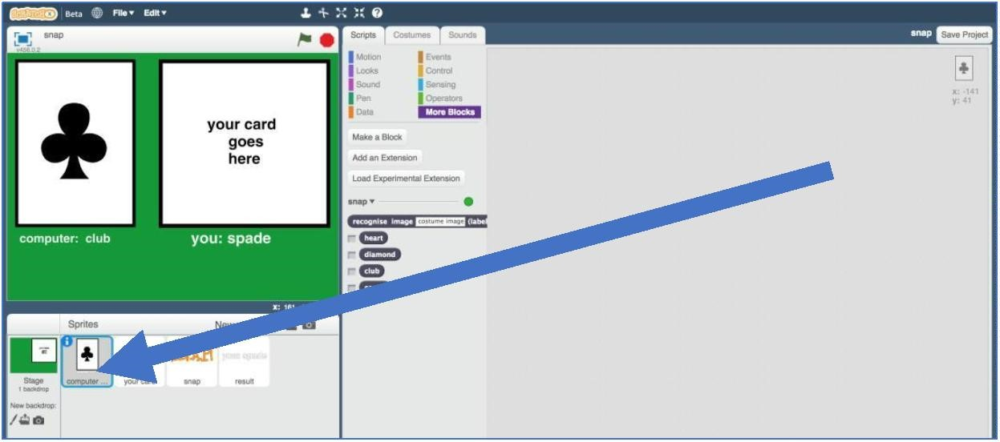 SCRATCHX Beta File▾ Edit▾
snap
v456.0.2
your card
goes
here
computer: club
you: spade
X: 161
Scripts Costumes Sounds
Motion Events
Looks Control
Sound Sensing
Pen Operators
Data More Blocks
Make a Block
Add an Extension
Load Experimental Extension
snap▾
recognise image costume image (label
heart
diamond
club
snap Save Project
x: -141
y: 41
Sprites
Stage
1 backdrop
New backdrop:
computer ...
your card
snap
result
your spade